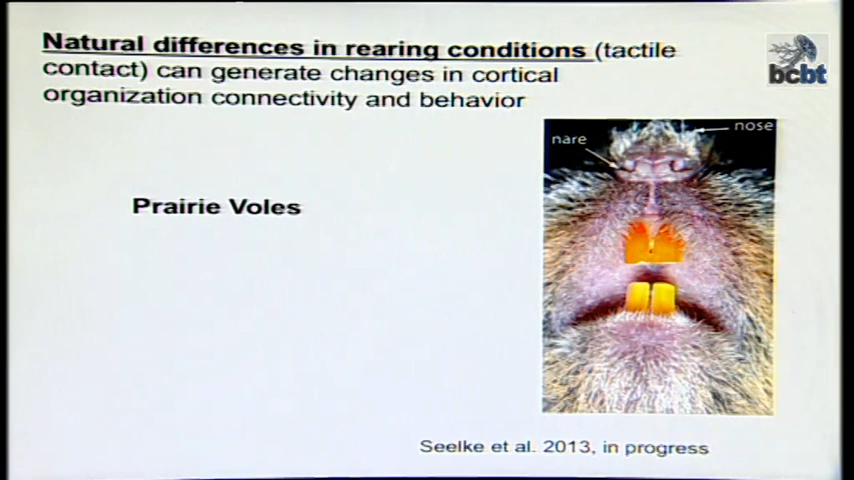 Natural differences in rearing conditions (tactile
contact) can generate changes in cortical
organization connectivity and behavior
bcbt
nare
nose
Prairie Voles
Seelke et al. 2013, in progress